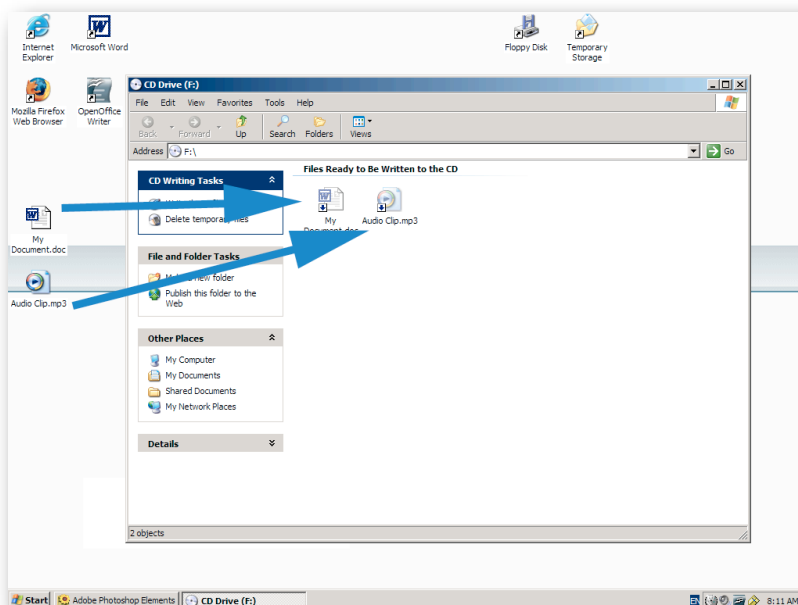 Internet
Explorer
Microsoft Word
Floppy Disk
Temporary
Storage
Mozilla Firefox
Web Browser
OpenOffice
Writer
CD Drive (F:)
File Edit View Favorites Tools Help
Back Forward Up Search Folders Views
Address F:\ Go
CD Writing Tasks
Delete temporary files
File and Folder Tasks
new folder
Publish this folder to the
Web
Other Places
My Computer
My Documents
Shared Documents
My Network Places
Details
Files Ready to Be Written to the CD
My
Document.doc
Audio Clip.mp3
My
Document.doc
Audio Clip.mp3
2 objects
Start Adobe Photoshop Elements CD Drive (F:) 8:11 AM